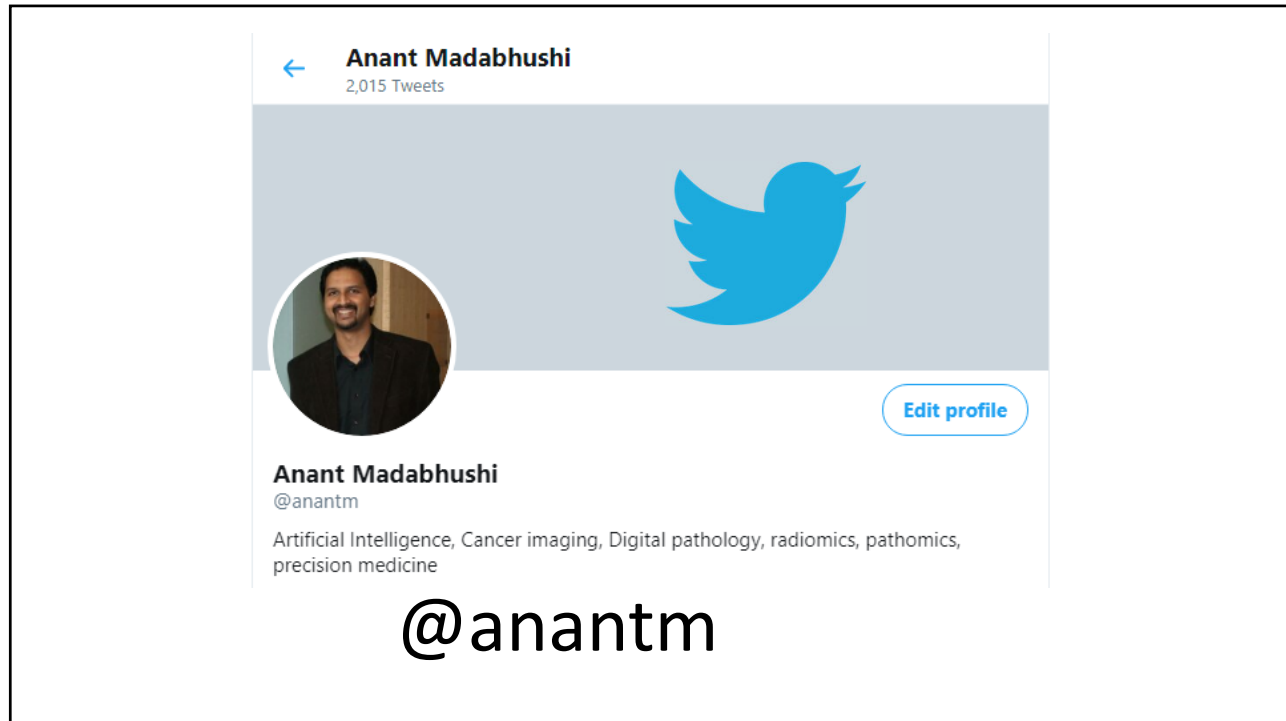 Anant Madabhushi
2,015 Tweets
Edit profile
Anant Madabhushi
@anantm
Artificial Intelligence, Cancer imaging, Digital pathology, radiomics, pathomics,
precision medicine
@anantm